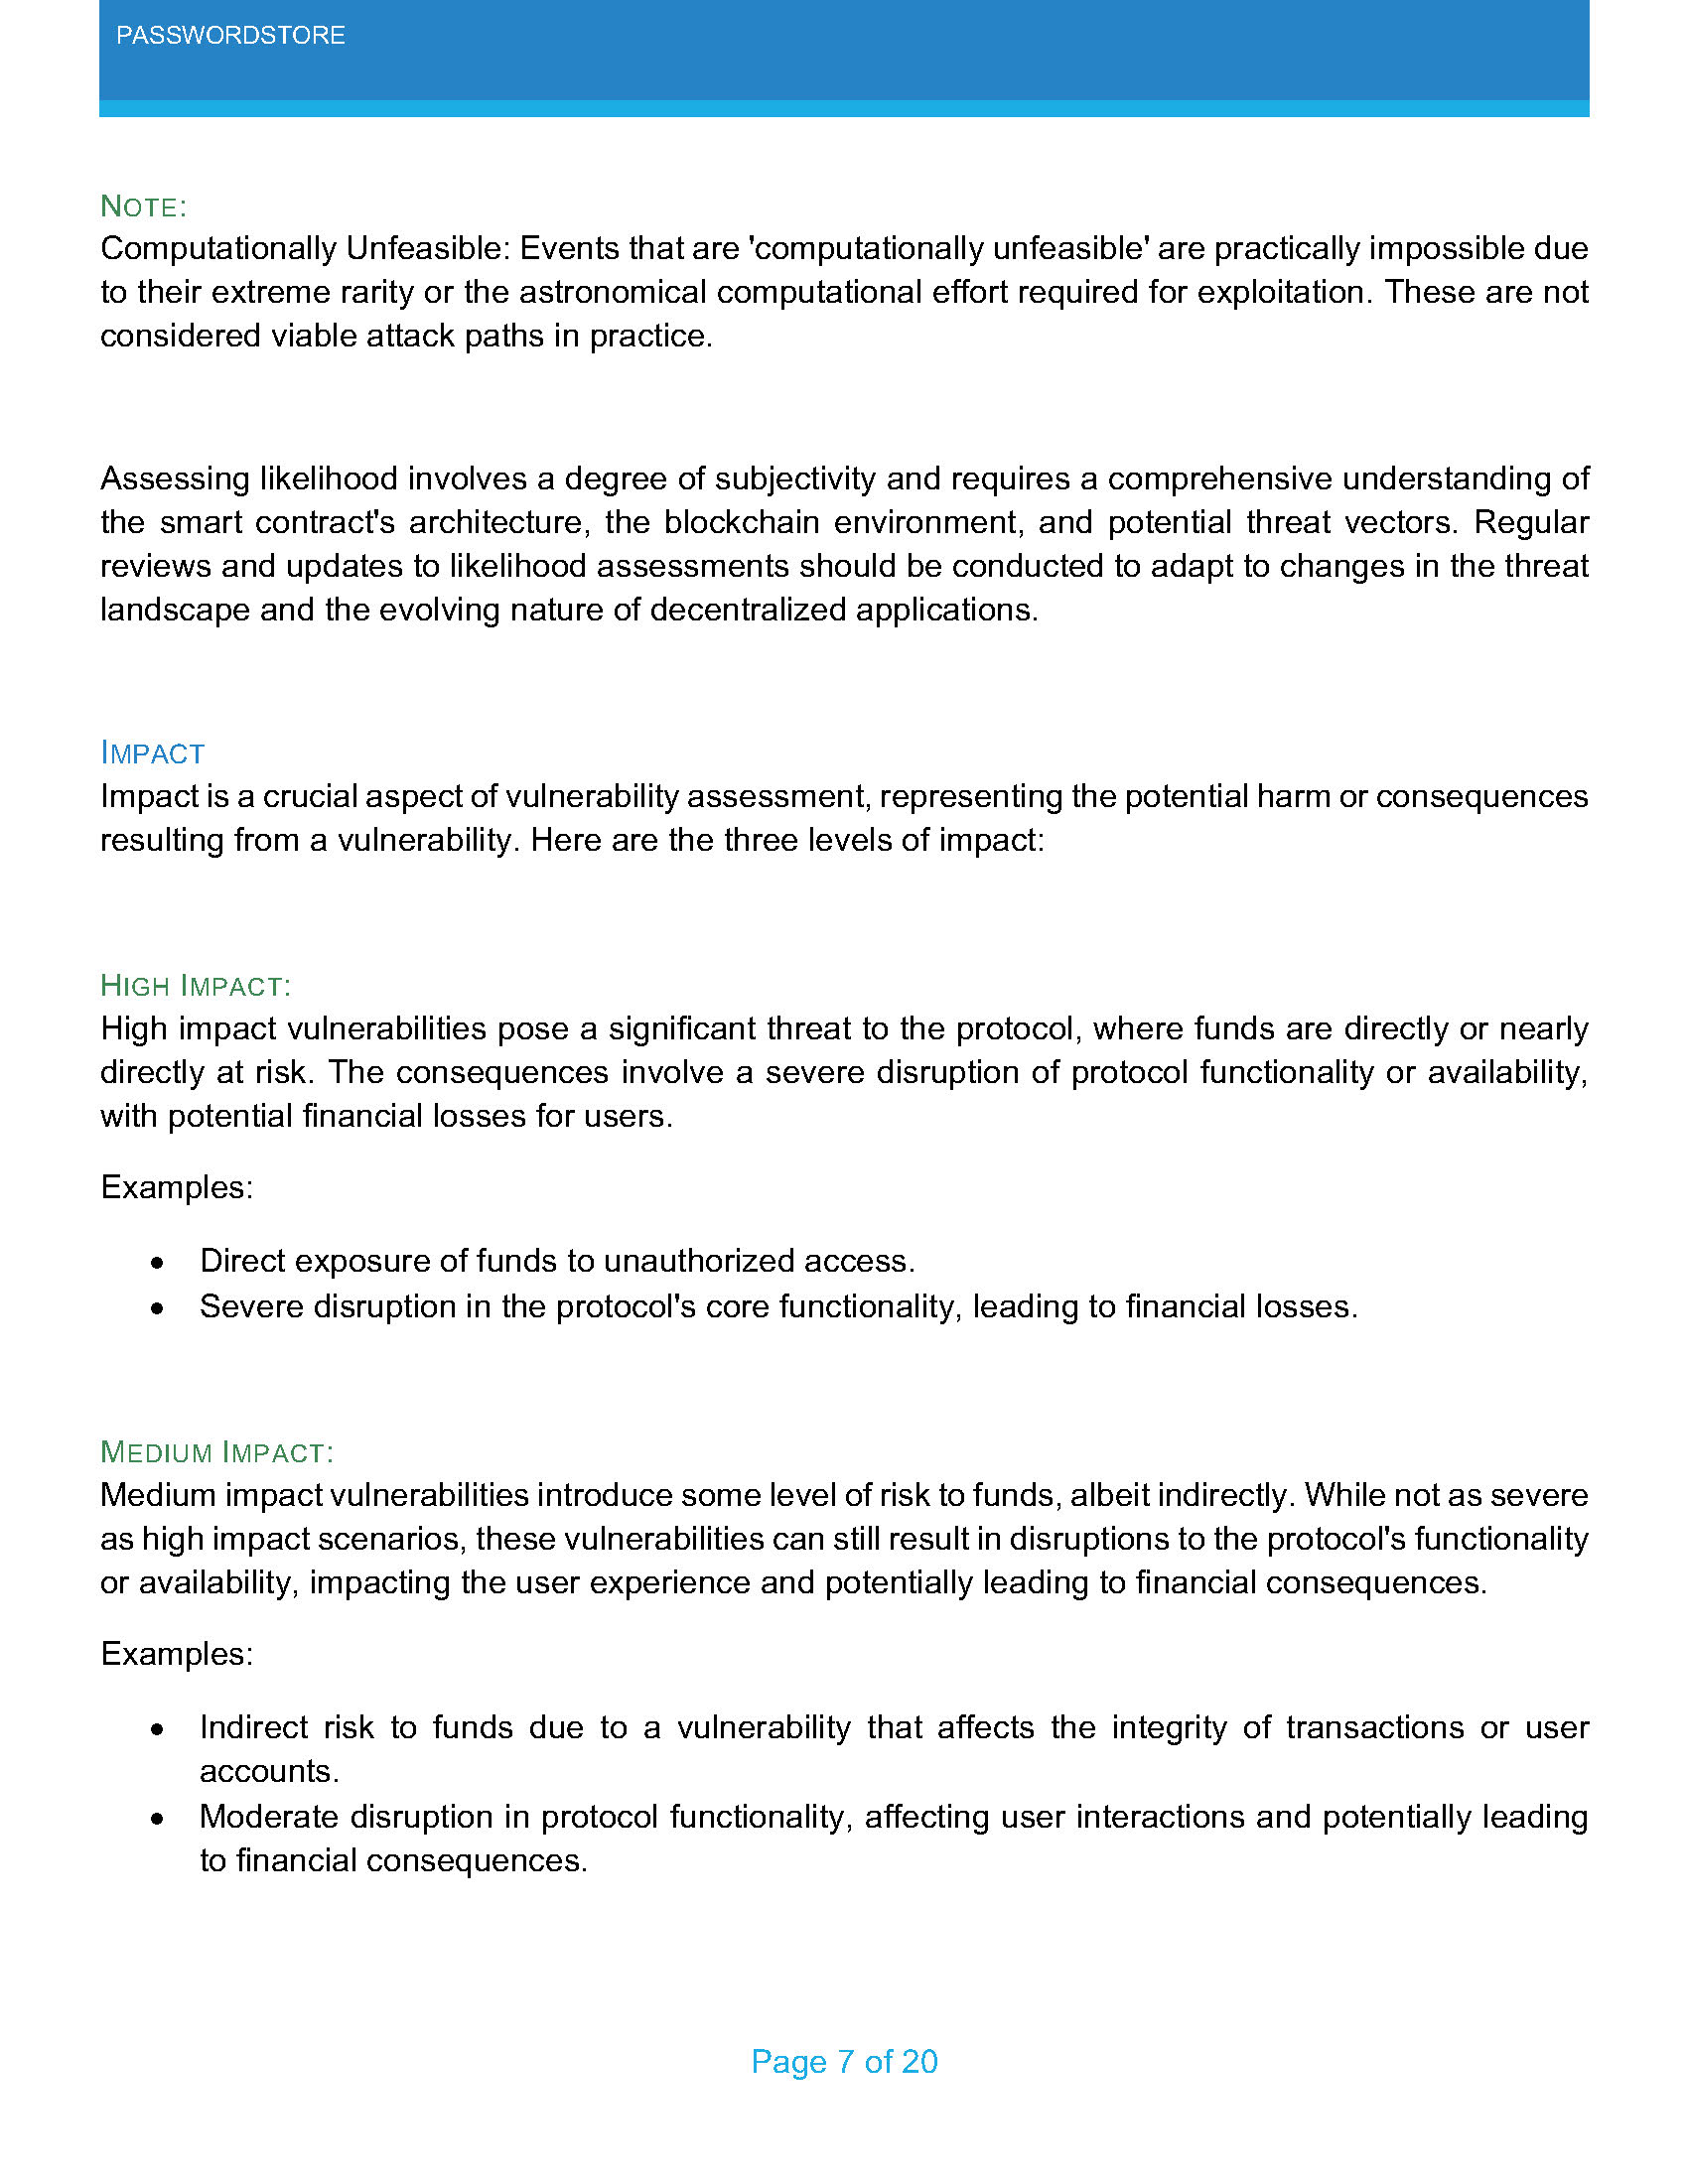 PASSWORDSTORE
NOTE:
Computationally Unfeasible: Events that are 'computationally unfeasible' are practically impossible due
to their extreme rarity or the astronomical computational effort required for exploitation. These are not
considered viable attack paths in practice.
Assessing likelihood involves a degree of subjectivity and requires a comprehensive understanding of
the smart contract's architecture, the blockchain environment, and potential threat vectors. Regular
reviews and updates to likelihood assessments should be conducted to adapt to changes in the threat
landscape and the evolving nature of decentralized applications.
IMPACT
Impact is a crucial aspect of vulnerability assessment, representing the potential harm or consequences
resulting from a vulnerability. Here are the three levels of impact:
HIGH IMPACT:
High impact vulnerabilities pose a significant threat to the protocol, where funds are directly or nearly
directly at risk. The consequences involve a severe disruption of protocol functionality or availability,
with potential financial losses for users.
Examples:
• Direct exposure of funds to unauthorized access.
• Severe disruption in the protocol's core functionality, leading to financial losses.
MEDIUM IMPACT:
Medium impact vulnerabilities introduce some level of risk to funds, albeit indirectly. While not as severe
as high impact scenarios, these vulnerabilities can still result in disruptions to the protocol's functionality
or availability, impacting the user experience and potentially leading to financial consequences.
Examples:
• Indirect risk to funds due to a vulnerability that affects the integrity of transactions or user
accounts.
• Moderate disruption in protocol functionality, affecting user interactions and potentially leading
to financial consequences.
Page 7 of 20